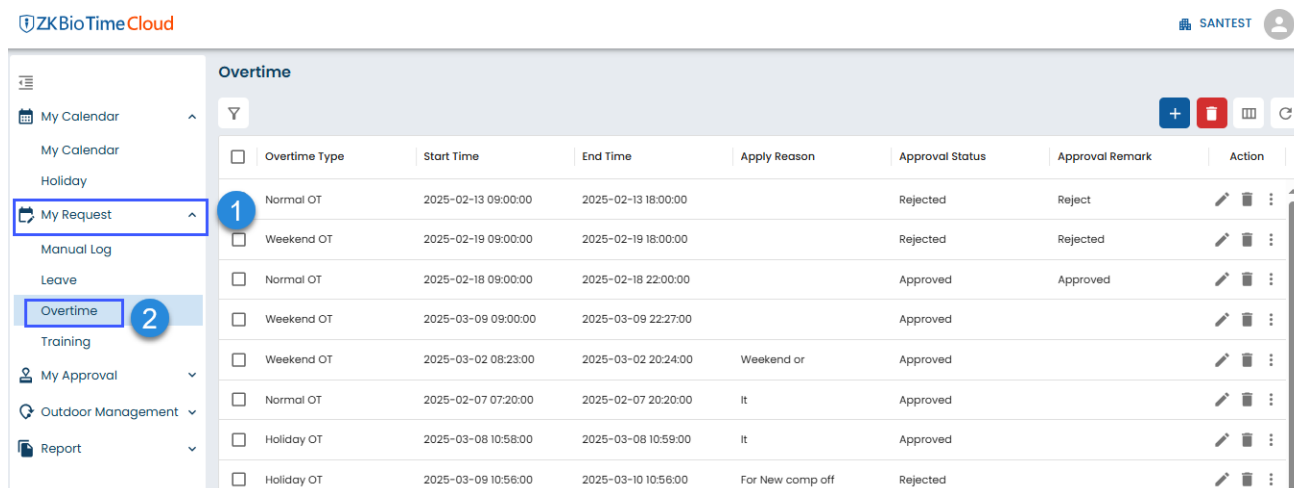 ZKBioTime Cloud
SANTEST
Overtime
My Calendar
My Calendar
Holiday
My Request
1
Manual Log
Leave
Overtime
2
Training
My Approval
Outdoor Management
Report
Overtime Type Start Time End Time Apply Reason Approval Status Approval Remark Action
Normal OT 2025-02-13 09:00:00 2025-02-13 18:00:00 Rejected Reject
Weekend OT 2025-02-19 09:00:00 2025-02-19 18:00:00 Rejected Rejected
Normal OT 2025-02-18 09:00:00 2025-02-18 22:00:00 Approved Approved
Weekend OT 2025-03-09 09:00:00 2025-03-09 22:27:00 Approved
Weekend OT 2025-03-02 08:23:00 2025-03-02 20:24:00 Weekend or Approved
Normal OT 2025-02-07 07:20:00 2025-02-07 20:20:00 It Approved
Holiday OT 2025-03-08 10:58:00 2025-03-08 10:59:00 It Approved
Holiday OT 2025-03-09 10:56:00 2025-03-10 10:56:00 For New comp off Rejected